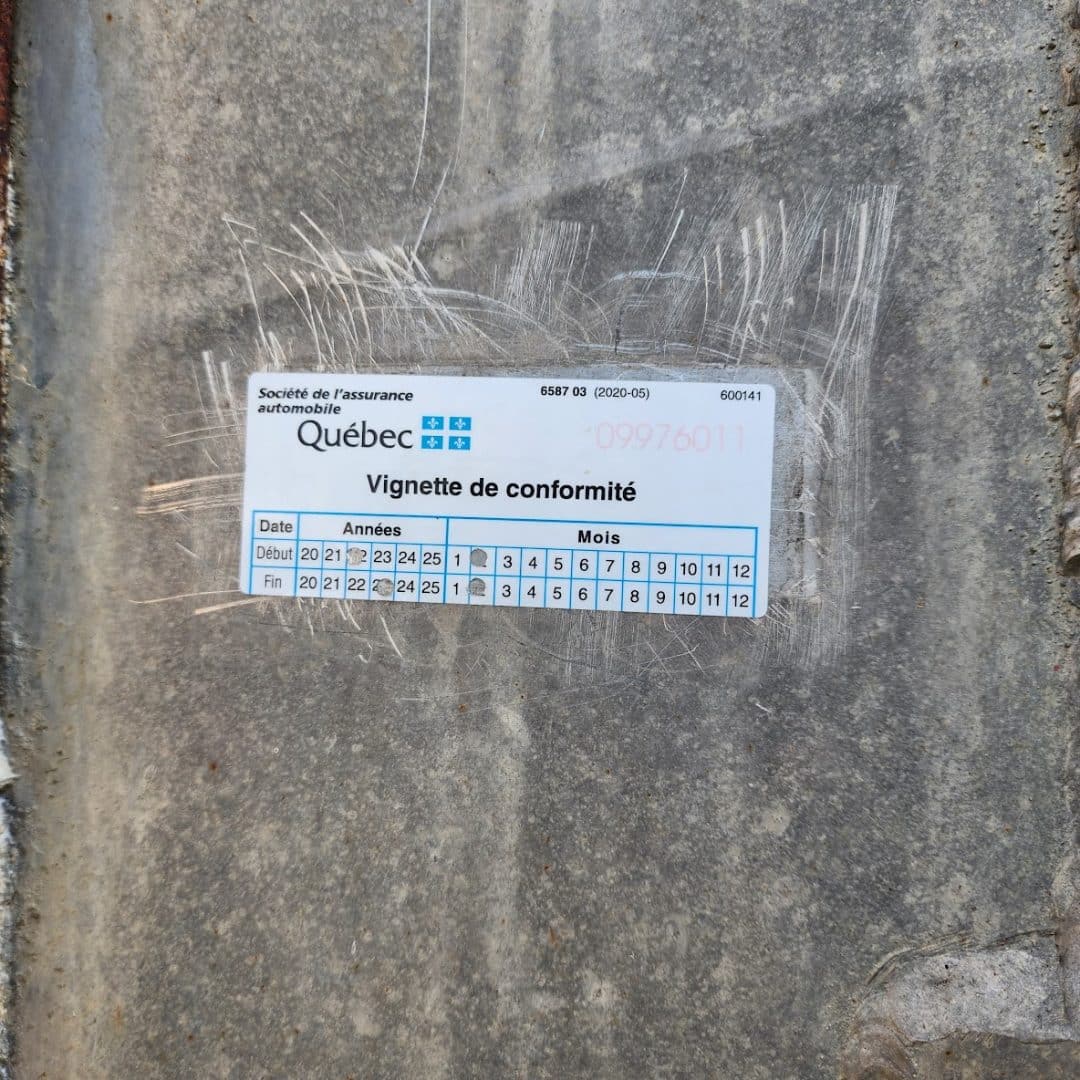 Société de l'assurance
automobile
Québec
6587 03 (2020-05)
600141
09976011
Vignette de conformité
Date Années Mois
Début 20 21 23 24 25 1 3 4 5 6 7 8 9 10 11 12
Fin 20 21 22 24 25 1 3 4 5 6 7 8 9 10 11 12